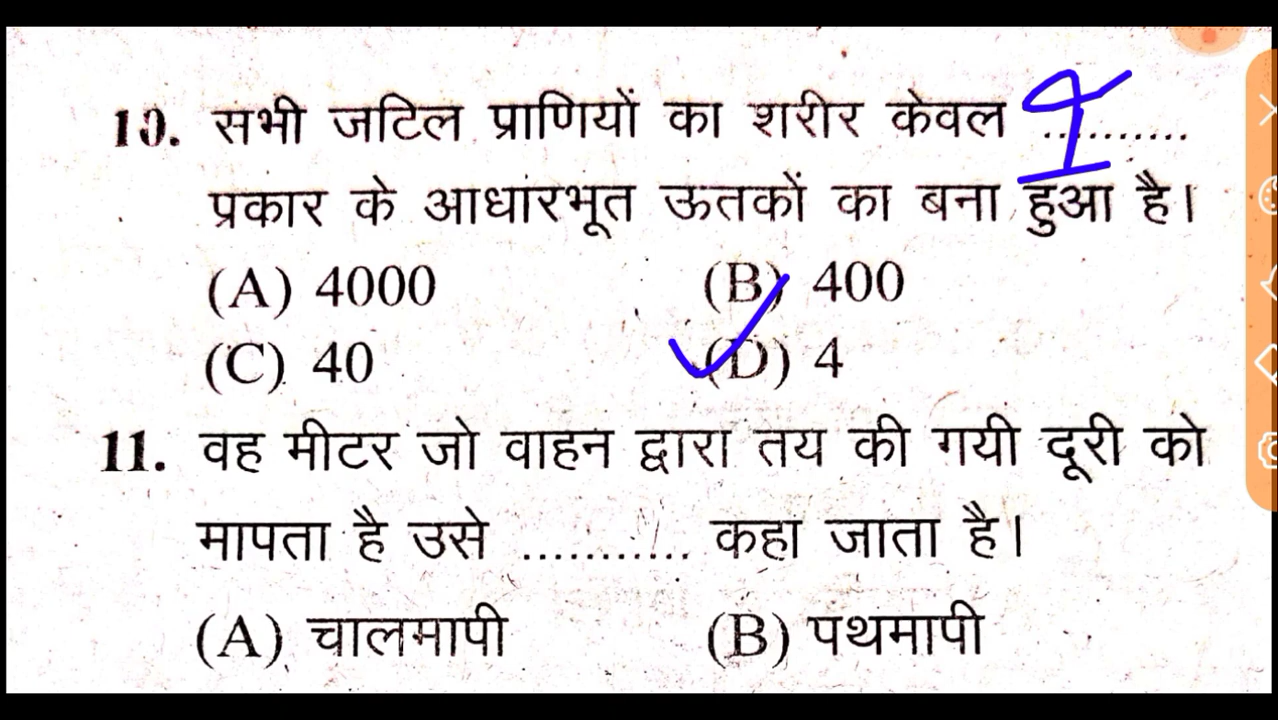 10. सभी जटिल प्राणियों का शरीर केवल ...........
प्रकार के आधारभूत ऊतकों का बना हुआ है।
(A) 4000 (B) 400
(C) 40 (D) 4
11. वह मीटर जो वाहन द्वारा तय की गयी दूरी को
मापता है उसे ........... कहा जाता है।
(A) चालमापी (B) पथमापी